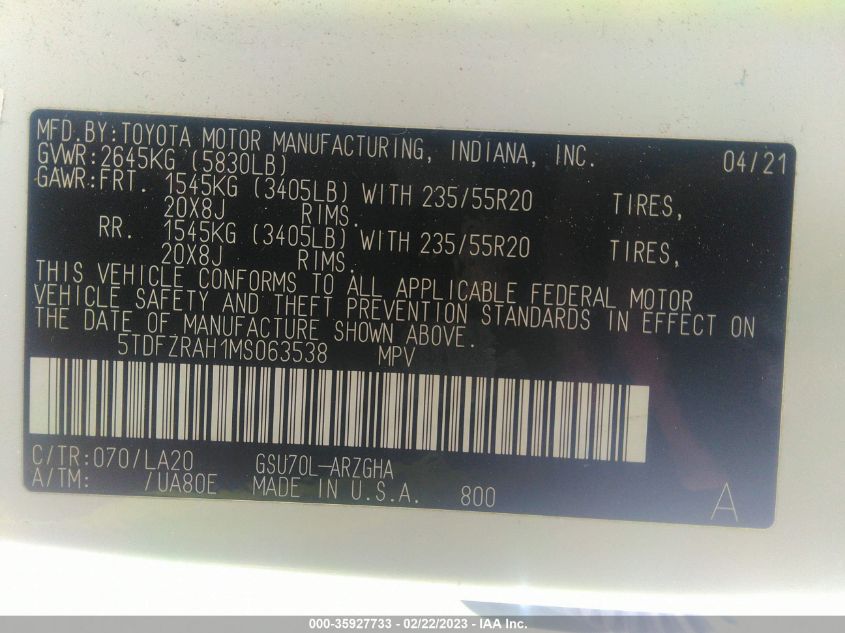 MFD.BY:TOYOTA MOTOR MANUFACTURING, INDIANA, INC. 04/21
GVWR:2645KG (5830LB)
GAWR:FRT. 1545KG (3405LB) WITH 235/55R20 TIRES,
20X8J RIMS.
RR. 1545KG (3405LB) WITH 235/55R20 TIRES,
20X8J RIMS.
THIS VEHICLE CONFORMS TO ALL APPLICABLE FEDERAL MOTOR
VEHICLE SAFETY AND THEFT PREVENTION STANDARDS IN EFFECT ON
THE DATE OF MANUFACTURE SHOWN ABOVE.
5TDFZRAH1MS063538 MPV
C/TR:070/LA20 GSU70L-ARZGHA
A/TM: /UA80E MADE IN U.S.A. 800 A
000-35927733 - 02/22/2023 - IAA Inc.